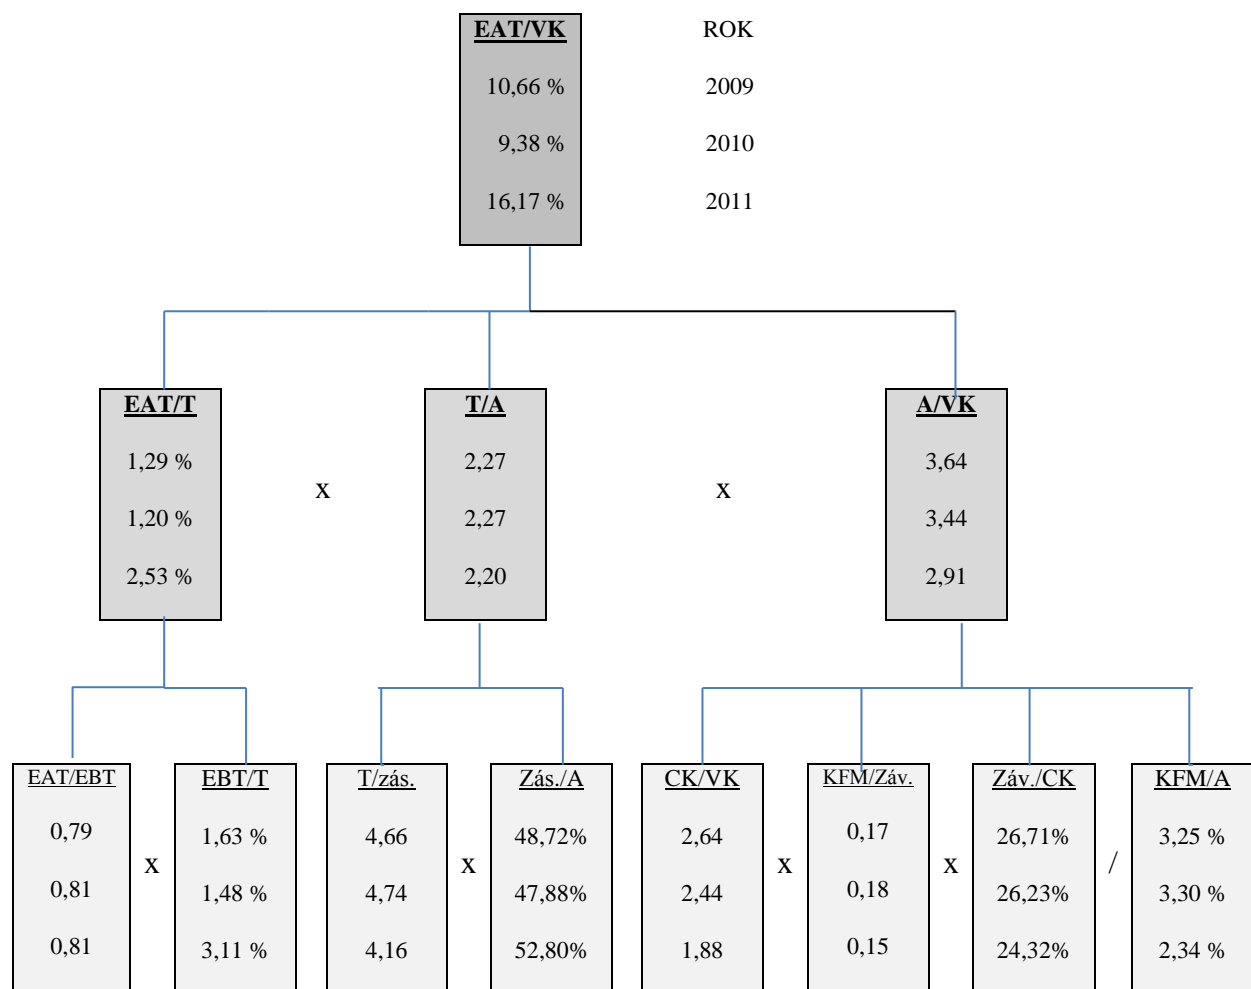 EAT/VK ROK
10,66 % 2009
9,38 % 2010
16,17 % 2011
EAT/T T/A A/VK
1,29 % 2,27 3,64
x x
1,20 % 2,27 3,44
2,53 % 2,20 2,91
EAT/EBT EBT/T T/zás. Zás./A CK/VK KFM/Záv. Záv./CK KFM/A
0,79 1,63 % 4,66 48,72% 2,64 0,17 26,71% 3,25 %
x x x x /
0,81 1,48 % 4,74 47,88% 2,44 0,18 26,23% 3,30 %
0,81 3,11 % 4,16 52,80% 1,88 0,15 24,32% 2,34 %